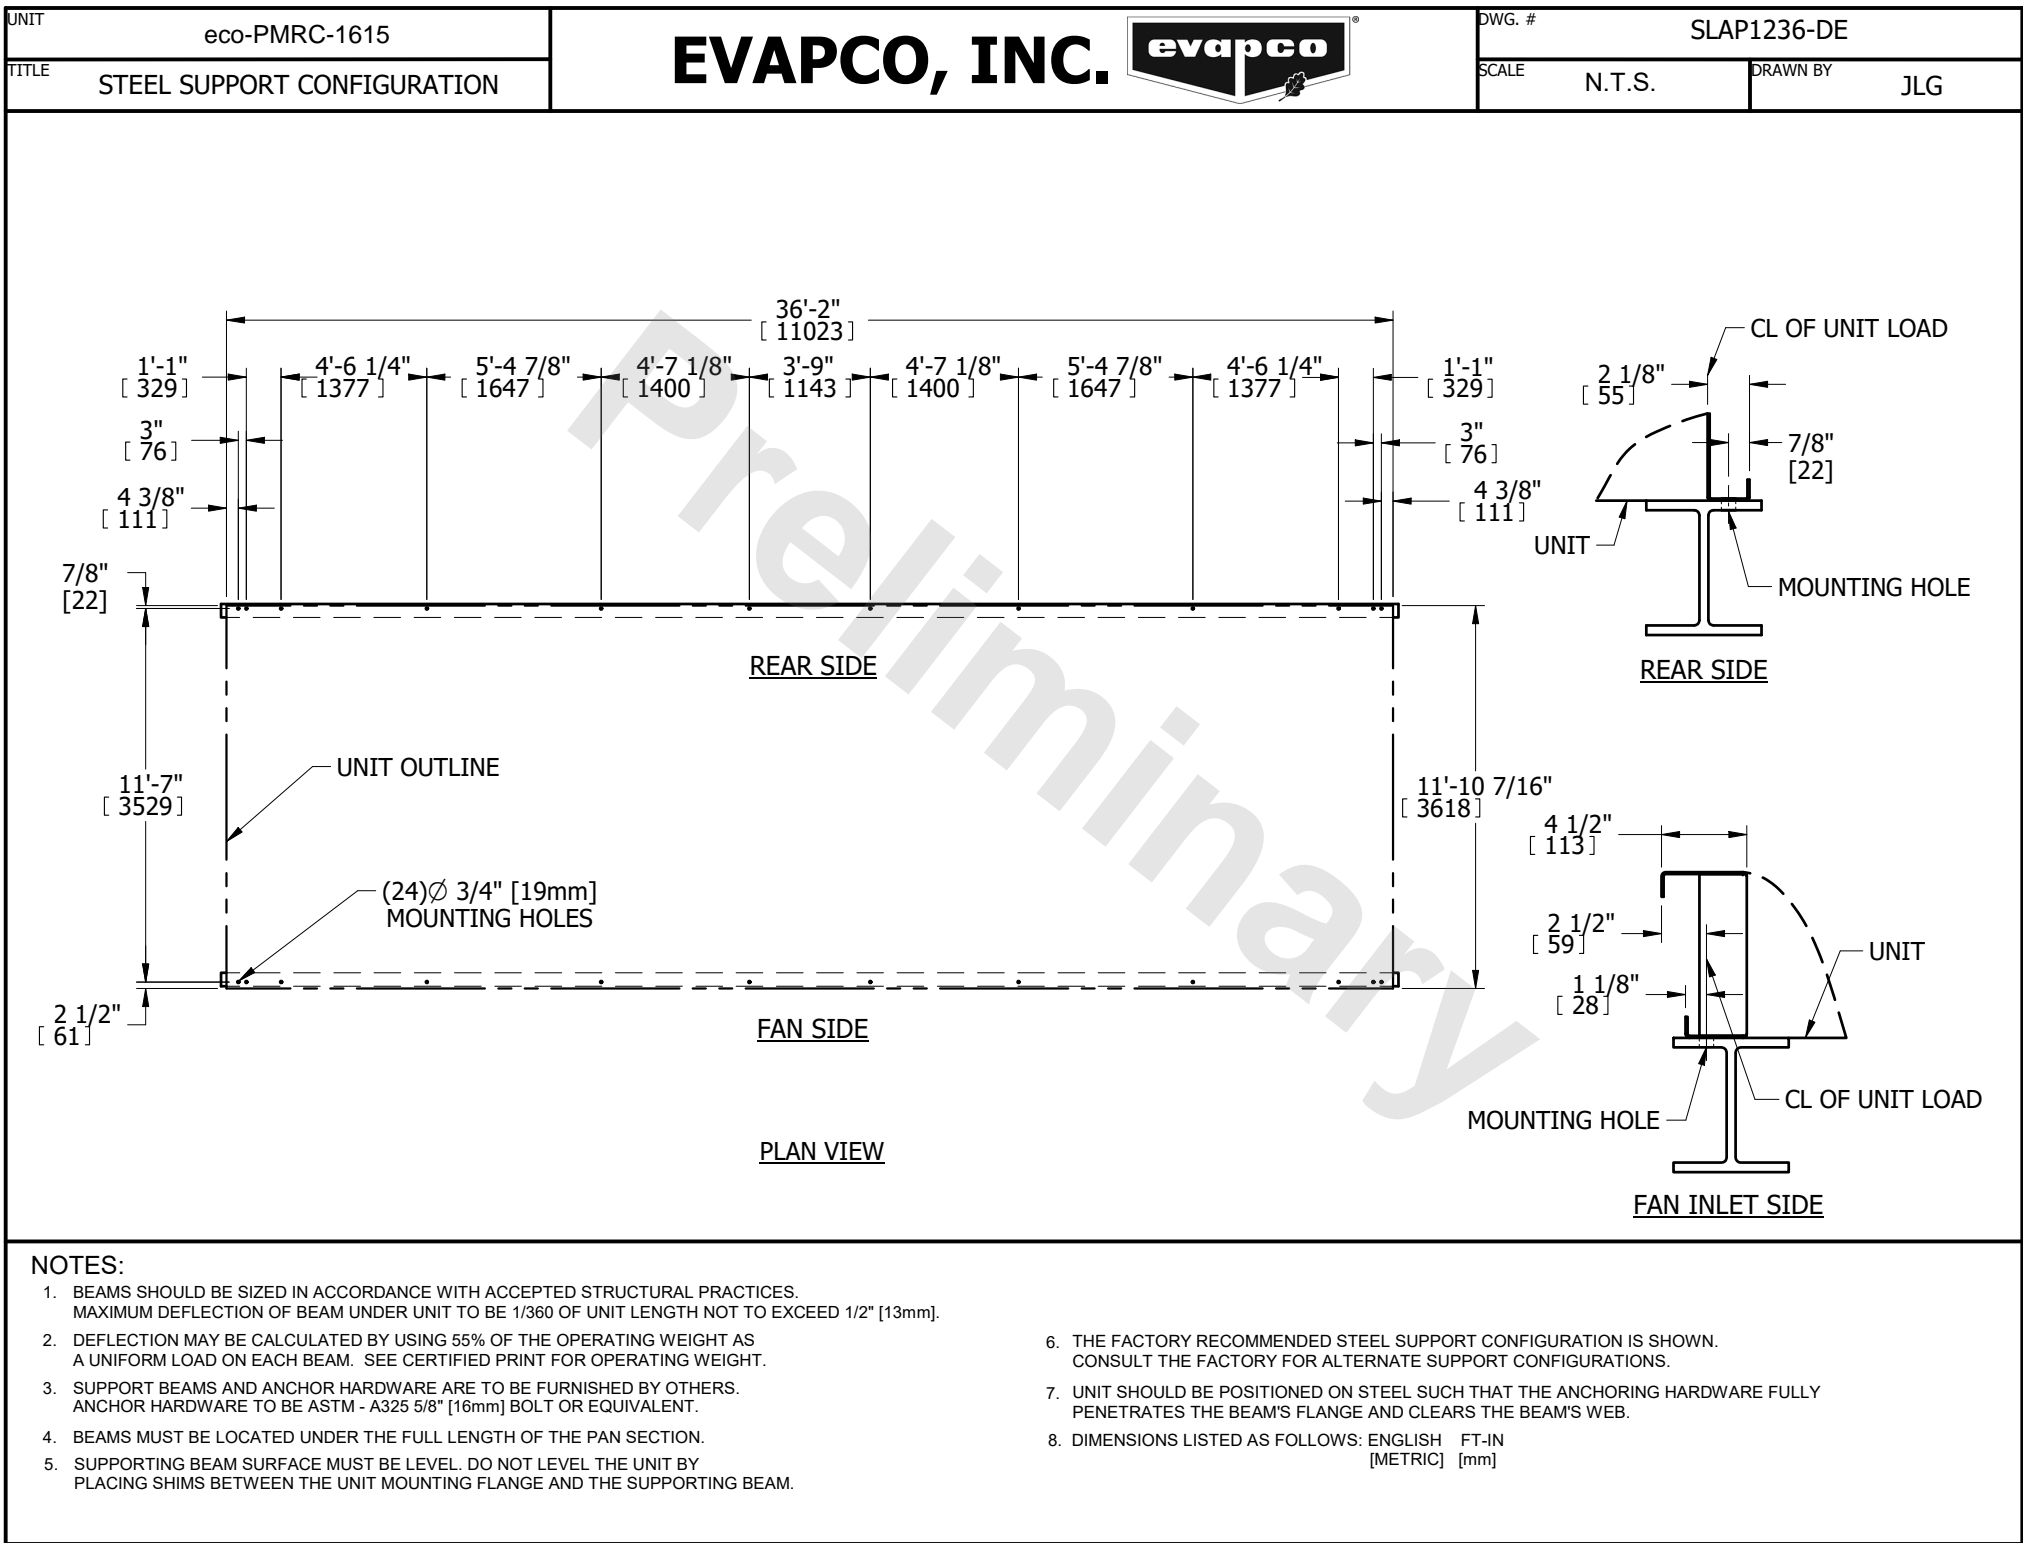 UNIT
eco-PMRC-1615
TITLE
STEEL SUPPORT CONFIGURATION
EVAPCO, INC.
evapco
®
DWG. #
SLAP1236-DE
SCALE
N.T.S.
DRAWN BY
JLG
36'-2"
[ 11023]
1'-1"
[ 329]
4'-6 1/4"
[ 1377 ]
5'-4 7/8"
[ 1647 ]
4'-7 1/8"
[ 1400 ]
3'-9"
[ 1143 ]
4'-7 1/8"
[ 1400 ]
5'-4 7/8"
[ 1647 ]
4'-6 1/4"
[ 1377 ]
1'-1"
[ 329]
3"
[ 76]
3"
[ 76]
4 3/8"
[ 111]
4 3/8"
[ 111]
7/8"
[22]
REAR SIDE
UNIT OUTLINE
11'-7"
[ 3529]
11'-10 7/16"
[ 3618]
(24)∅ 3/4" [19mm]
MOUNTING HOLES
2 1/2"
[ 61]
FAN SIDE
PLAN VIEW
Preliminary
CL OF UNIT LOAD
2 1/8"
[ 55]
7/8"
[22]
UNIT
MOUNTING HOLE
REAR SIDE
4 1/2"
[ 113]
2 1/2"
[ 59]
UNIT
1 1/8"
[ 28]
CL OF UNIT LOAD
MOUNTING HOLE
FAN INLET SIDE
NOTES:
1. BEAMS SHOULD BE SIZED IN ACCORDANCE WITH ACCEPTED STRUCTURAL PRACTICES.
MAXIMUM DEFLECTION OF BEAM UNDER UNIT TO BE 1/360 OF UNIT LENGTH NOT TO EXCEED 1/2" [13mm].
2. DEFLECTION MAY BE CALCULATED BY USING 55% OF THE OPERATING WEIGHT AS
A UNIFORM LOAD ON EACH BEAM. SEE CERTIFIED PRINT FOR OPERATING WEIGHT.
3. SUPPORT BEAMS AND ANCHOR HARDWARE ARE TO BE FURNISHED BY OTHERS.
ANCHOR HARDWARE TO BE ASTM - A325 5/8" [16mm] BOLT OR EQUIVALENT.
4. BEAMS MUST BE LOCATED UNDER THE FULL LENGTH OF THE PAN SECTION.
5. SUPPORTING BEAM SURFACE MUST BE LEVEL. DO NOT LEVEL THE UNIT BY
PLACING SHIMS BETWEEN THE UNIT MOUNTING FLANGE AND THE SUPPORTING BEAM.
6. THE FACTORY RECOMMENDED STEEL SUPPORT CONFIGURATION IS SHOWN.
CONSULT THE FACTORY FOR ALTERNATE SUPPORT CONFIGURATIONS.
7. UNIT SHOULD BE POSITIONED ON STEEL SUCH THAT THE ANCHORING HARDWARE FULLY
PENETRATES THE BEAM'S FLANGE AND CLEARS THE BEAM'S WEB.
8. DIMENSIONS LISTED AS FOLLOWS: ENGLISH FT-IN
[METRIC] [mm]